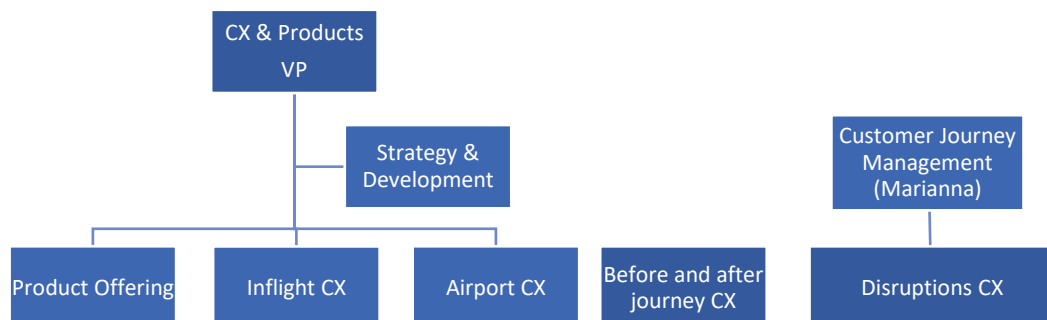 CX & Products
VP
Strategy &
Development
Customer Journey
Management
(Marianna)
Product Offering
Inflight CX
Airport CX
Before and after
journey CX
Disruptions CX